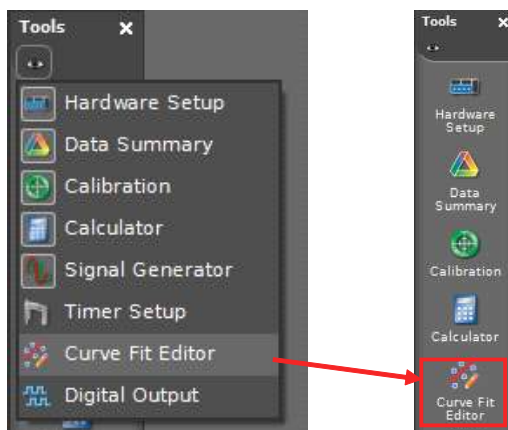 Tools x
Hardware Setup
Data Summary
Calibration
Calculator
Signal Generator
Timer Setup
Curve Fit Editor
Digital Output
Tools x
Hardware
Setup
Data
Summary
Calibration
Calculator
Curve Fit
Editor